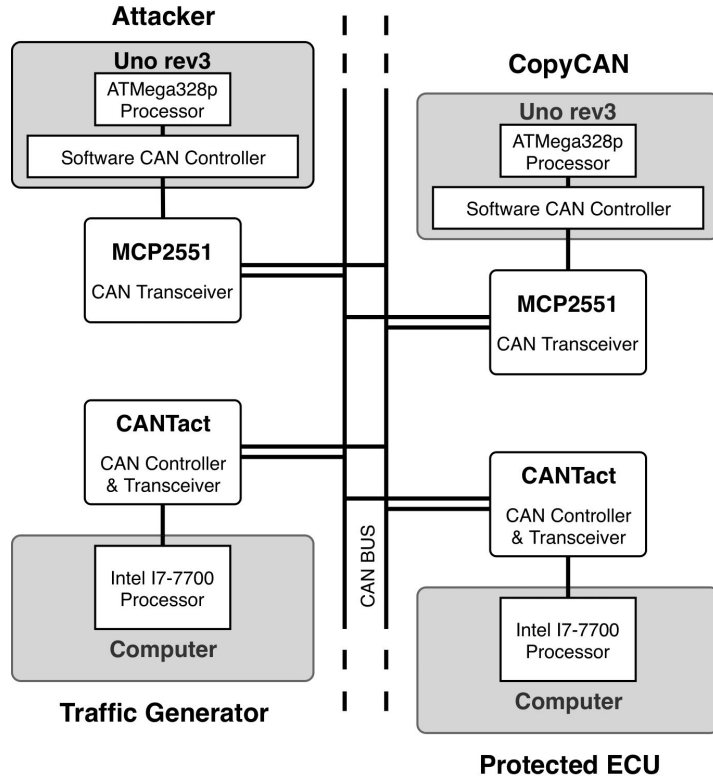 Attacker
Uno rev3
ATMega328p
Processor
Software CAN Controller
MCP2551
CAN Transceiver
CANTact
CAN Controller
& Transceiver
Intel I7-7700
Processor
Computer
Traffic Generator
CAN BUS
CopyCAN
Uno rev3
ATMega328p
Processor
Software CAN Controller
MCP2551
CAN Transceiver
CANTact
CAN Controller
& Transceiver
Intel I7-7700
Processor
Computer
Protected ECU